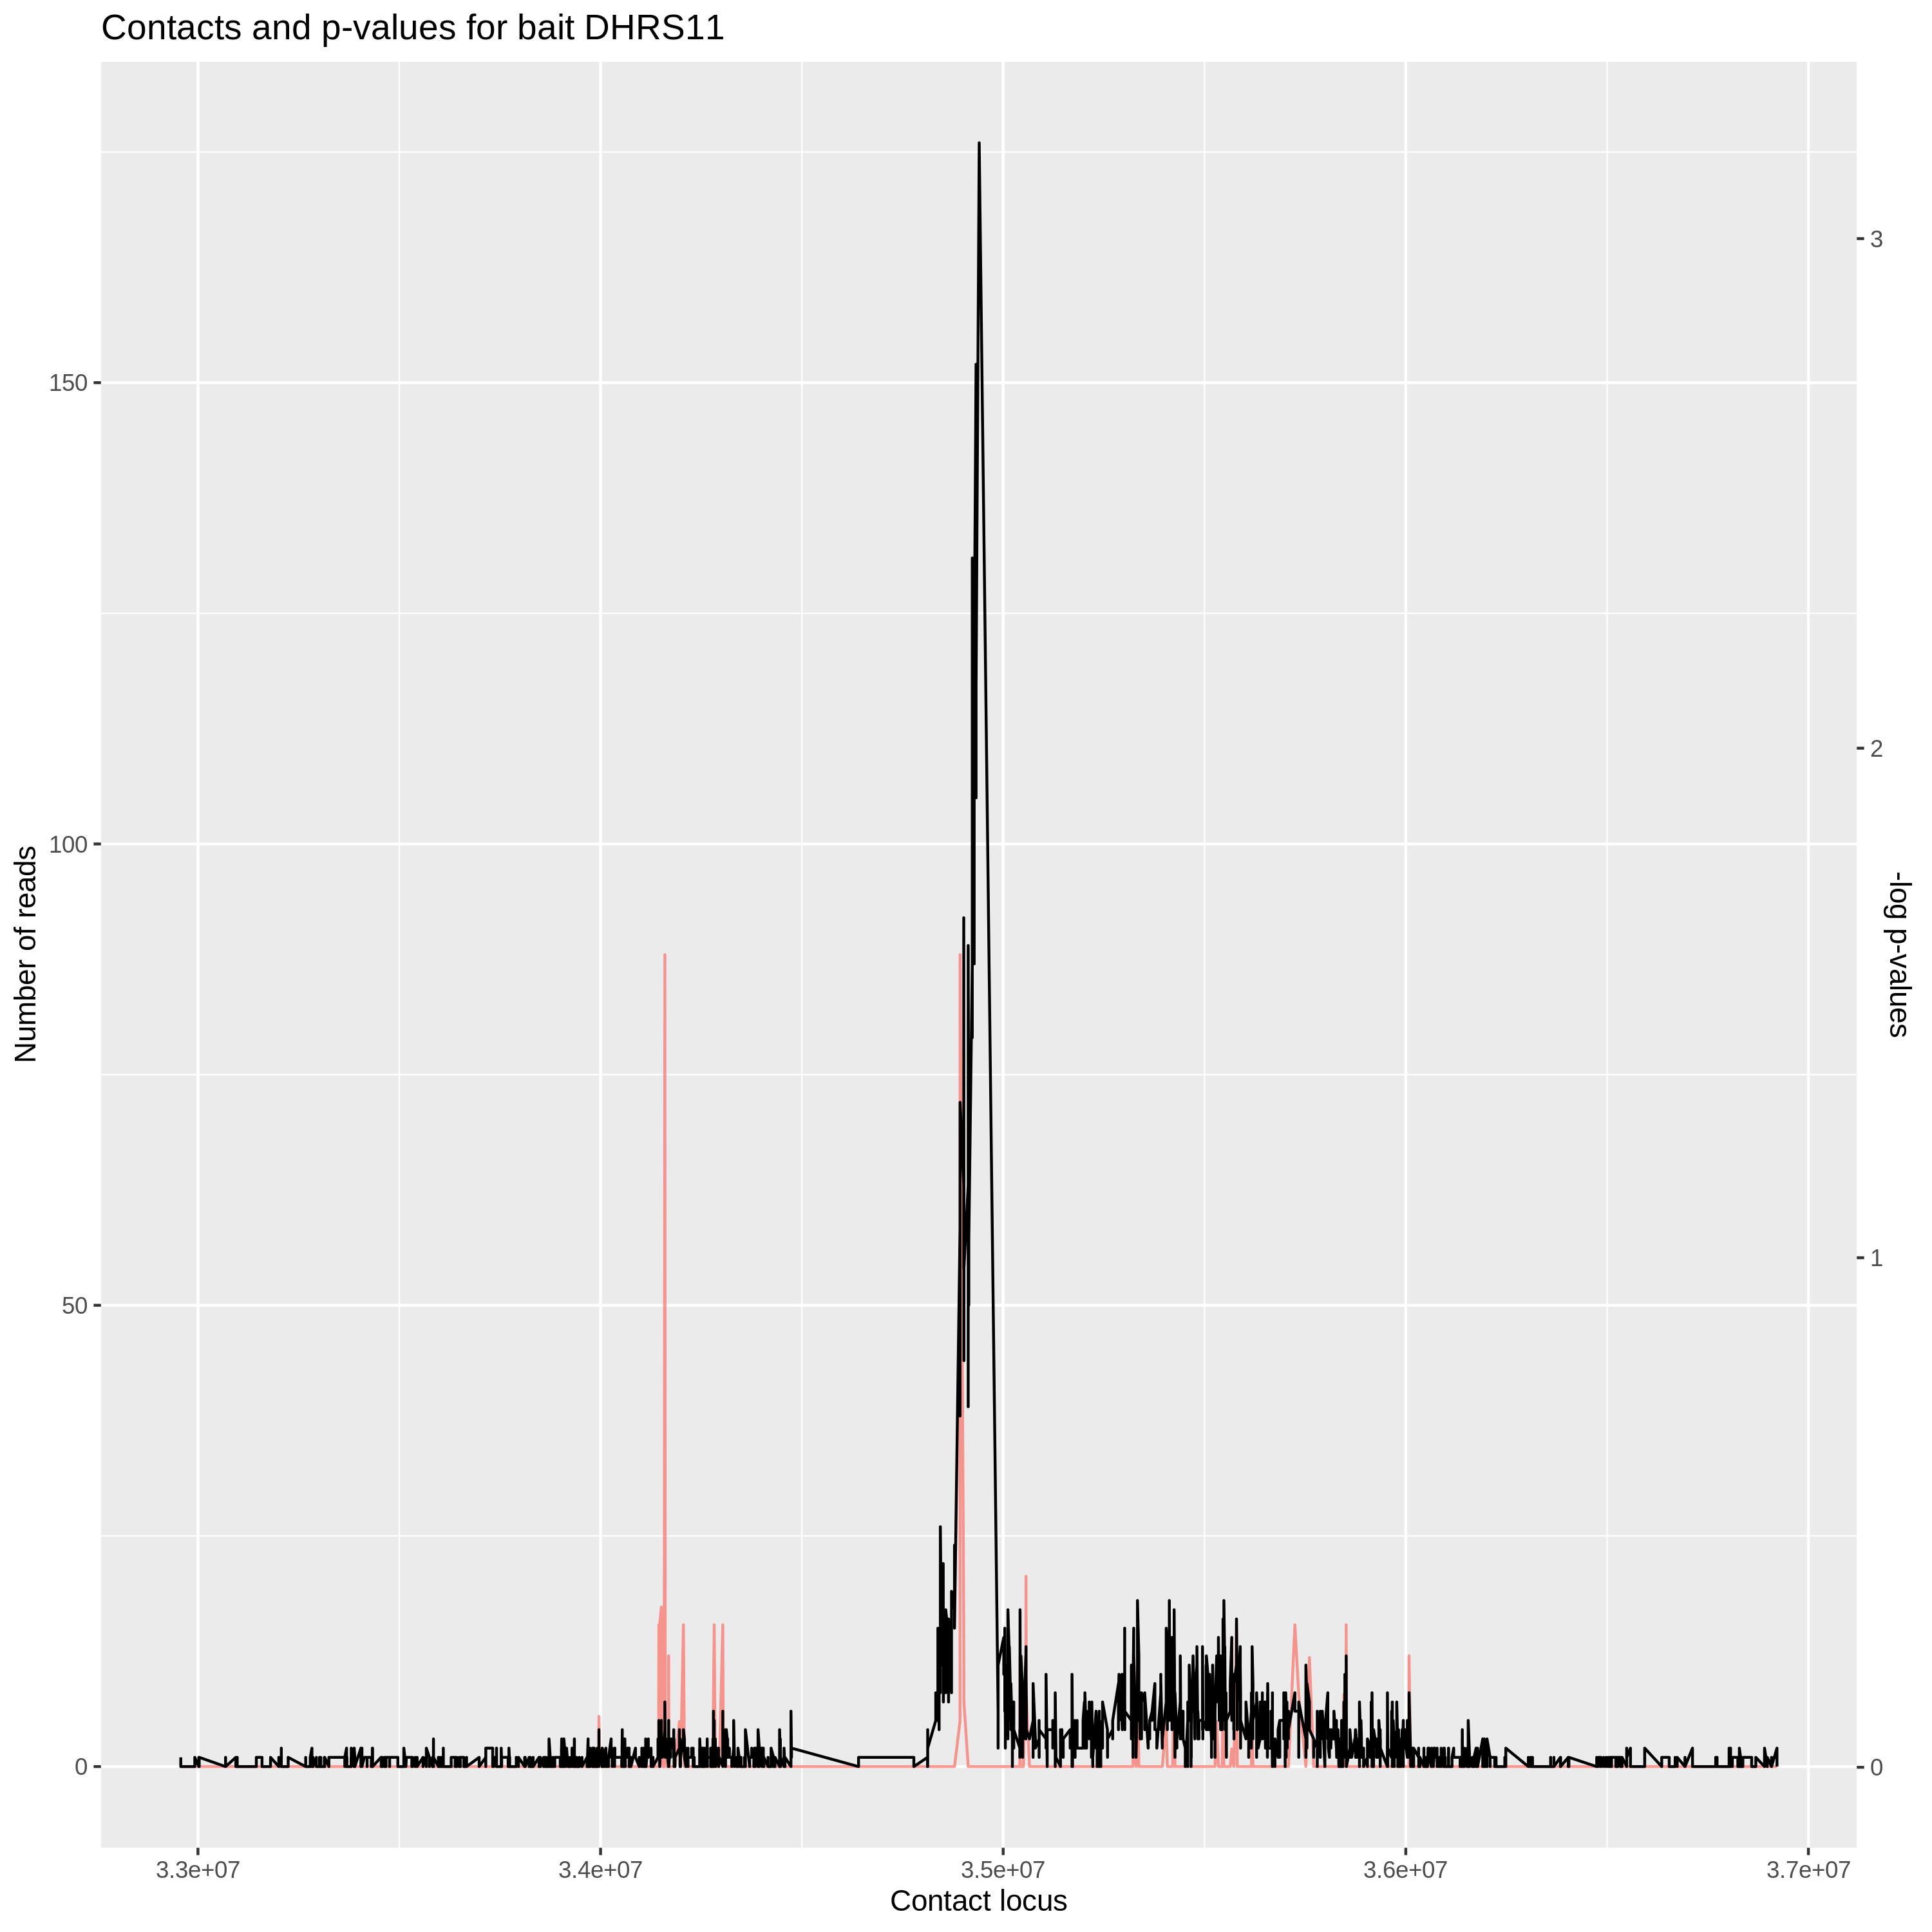 Contacts and p-values for bait DHRS11
150
100
50
0
Number of reads
3
2
1
0
-log p-values
3.3e+07
3.4e+07
3.5e+07
3.6e+07
3.7e+07
Contact locus